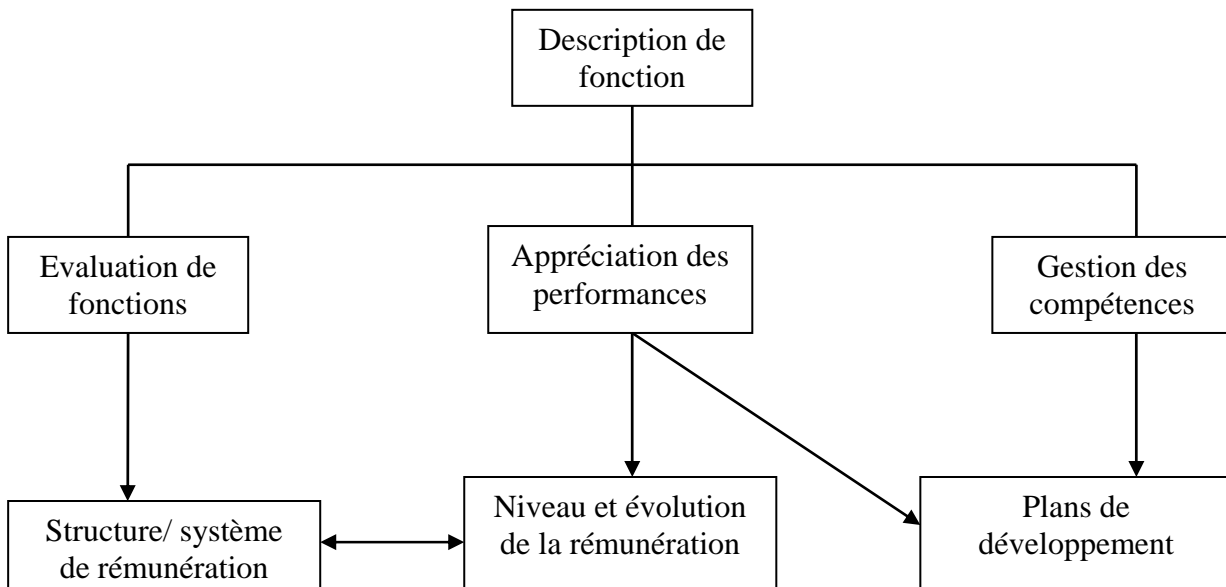 Description de
fonction
Evaluation de
fonctions
Appréciation des
performances
Gestion des
compétences
Structure/ système
de rémunération
Niveau et évolution
de la rémunération
Plans de
développement